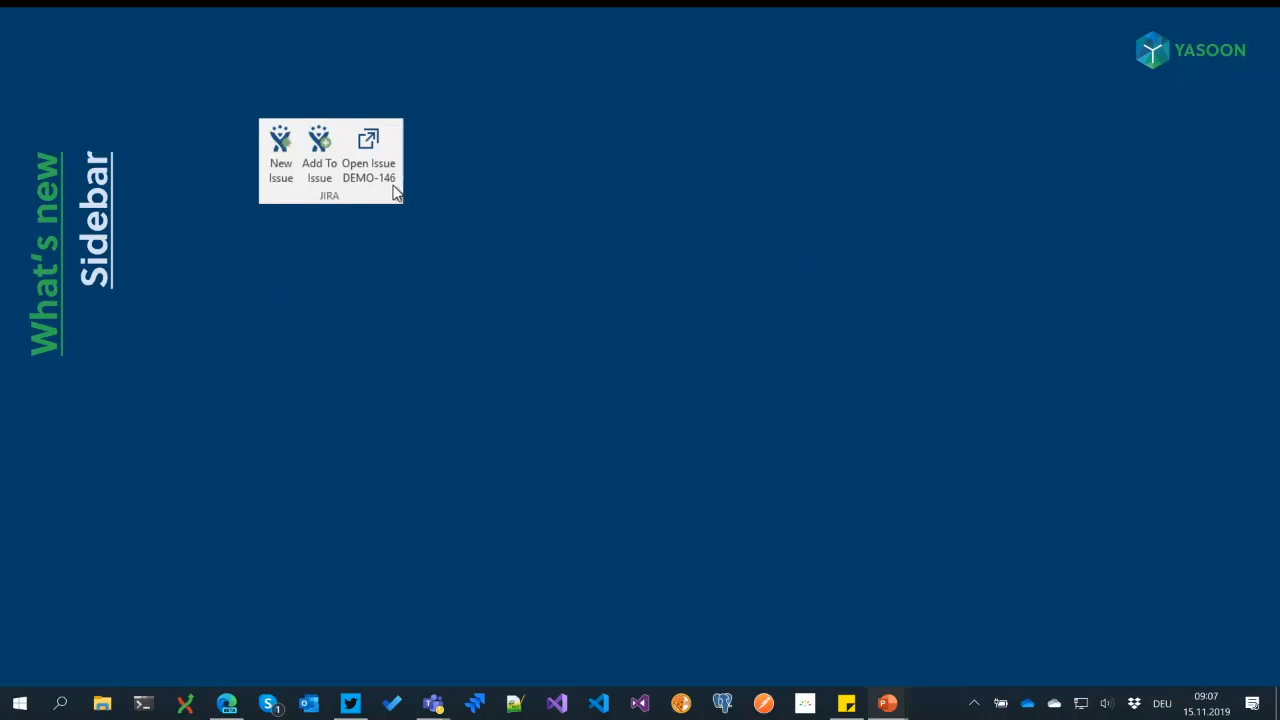 YASOON
What's new
Sidebar
New Issue
Add To Issue
Open Issue DEMO-146
JIRA
1
DEU
09:07
15.11.2019